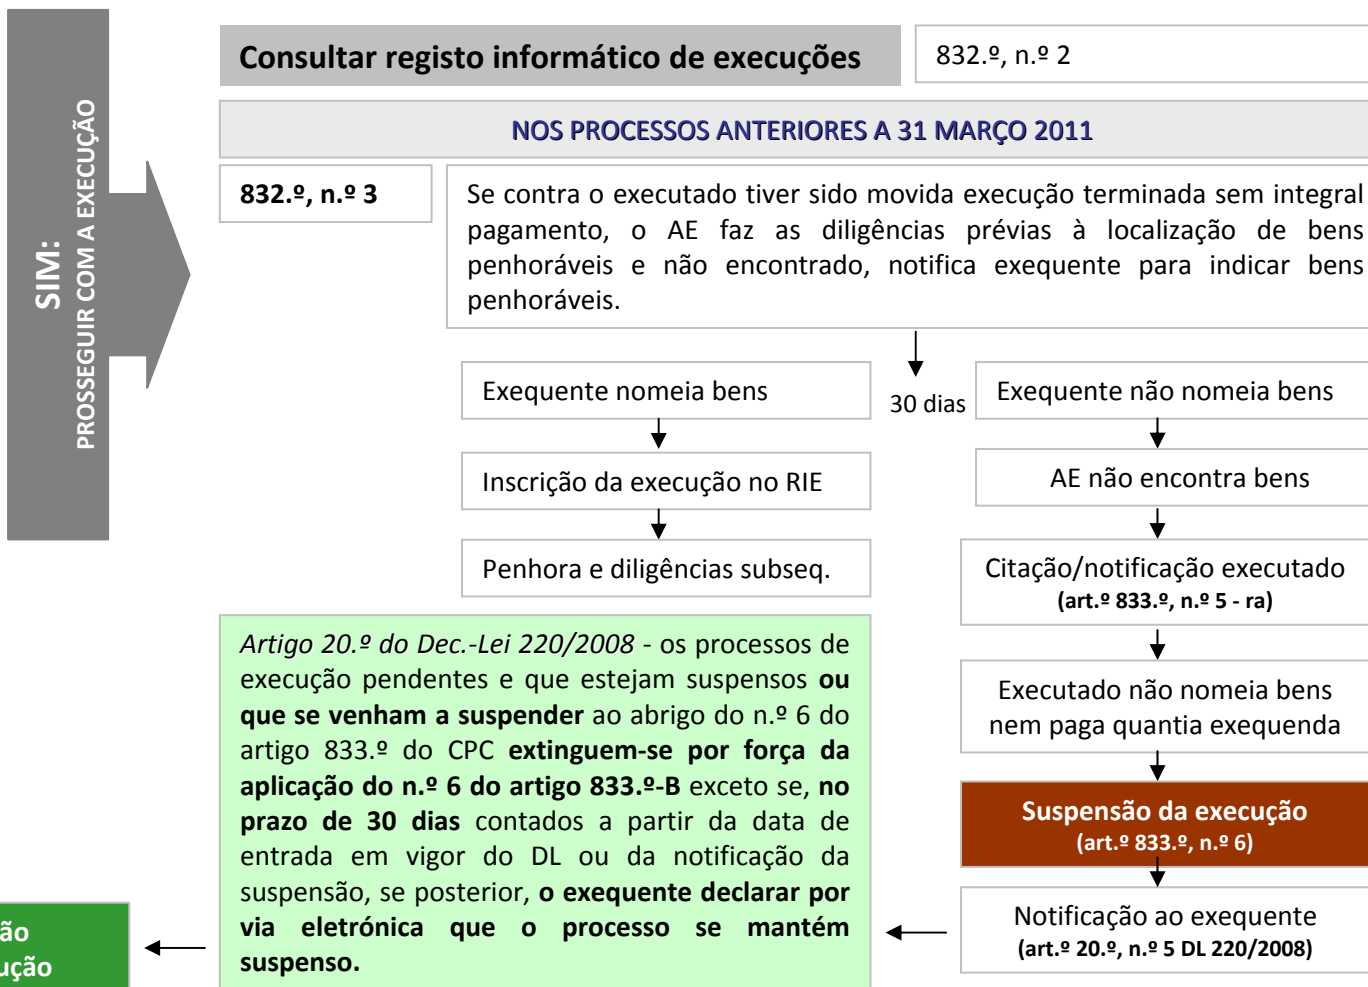 SIM:
PROSSEGUIR COM A EXECUÇÃO
Consultar registo informático de execuções
832.º, n.º 2
NOS PROCESSOS ANTERIORES A 31 MARÇO 2011
832.º, n.º 3
Se contra o executado tiver sido movida execução terminada sem integral
pagamento, o AE faz as diligências prévias à localização de bens
penhoráveis e não encontrado, notifica exequente para indicar bens
penhoráveis.
30 dias
Exequente nomeia bens
Inscrição da execução no RIE
Penhora e diligências subseq.
Exequente não nomeia bens
AE não encontra bens
Citação/notificação executado
(art.º 833.º, n.º 5 - ra)
Executado não nomeia bens
nem paga quantia exequenda
Suspensão da execução
(art.º 833.º, n.º 6)
Notificação ao exequente
(art.º 20.º, n.º 5 DL 220/2008)
Artigo 20.º do Dec.-Lei 220/2008 - os processos de
execução pendentes e que estejam suspensos ou
que se venham a suspender ao abrigo do n.º 6 do
artigo 833.º do CPC extinguem-se por força da
aplicação do n.º 6 do artigo 833.º-B exceto se, no
prazo de 30 dias contados a partir da data de
entrada em vigor do DL ou da notificação da
suspensão, se posterior, o exequente declarar por
via eletrónica que o processo se mantém
suspenso.
ão
ução